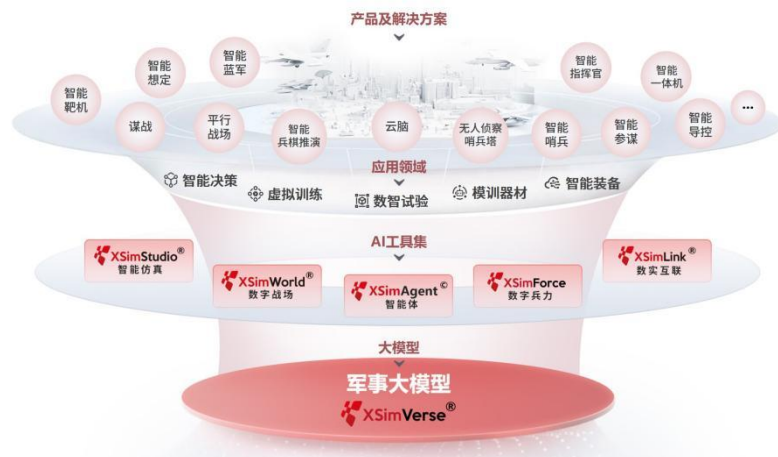 产品及解决方案
智能
靶机
智能
想定
智能
蓝军
智能
指挥官
智能
一体机
谋战
平行
战场
智能
兵棋推演
云脑
无人侦察
哨兵塔
智能
哨兵
智能
参谋
智能
导控
...
应用领域
智能决策
虚拟训练
数智试验
模训器材
智能装备
AI工具集
XSimStudio®
智能仿真
XSimWorld®
数字战场
XSimAgent©
智能体
XSimForce
数字兵力
XSimLink®
数实互联
大模型
军事大模型
XSimVerse®